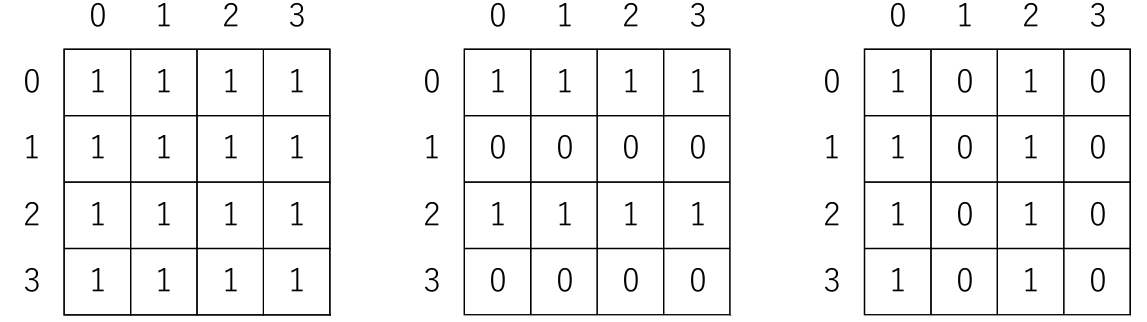 0 1 2 3 0 1 2 3 0 1 2 3
0 1 1 1 1 0 1 1 1 1 0 1 0 1 0
1 1 1 1 1 1 0 0 0 0 1 1 0 1 0
2 1 1 1 1 2 1 1 1 1 2 1 0 1 0
3 1 1 1 1 3 0 0 0 0 3 1 0 1 0